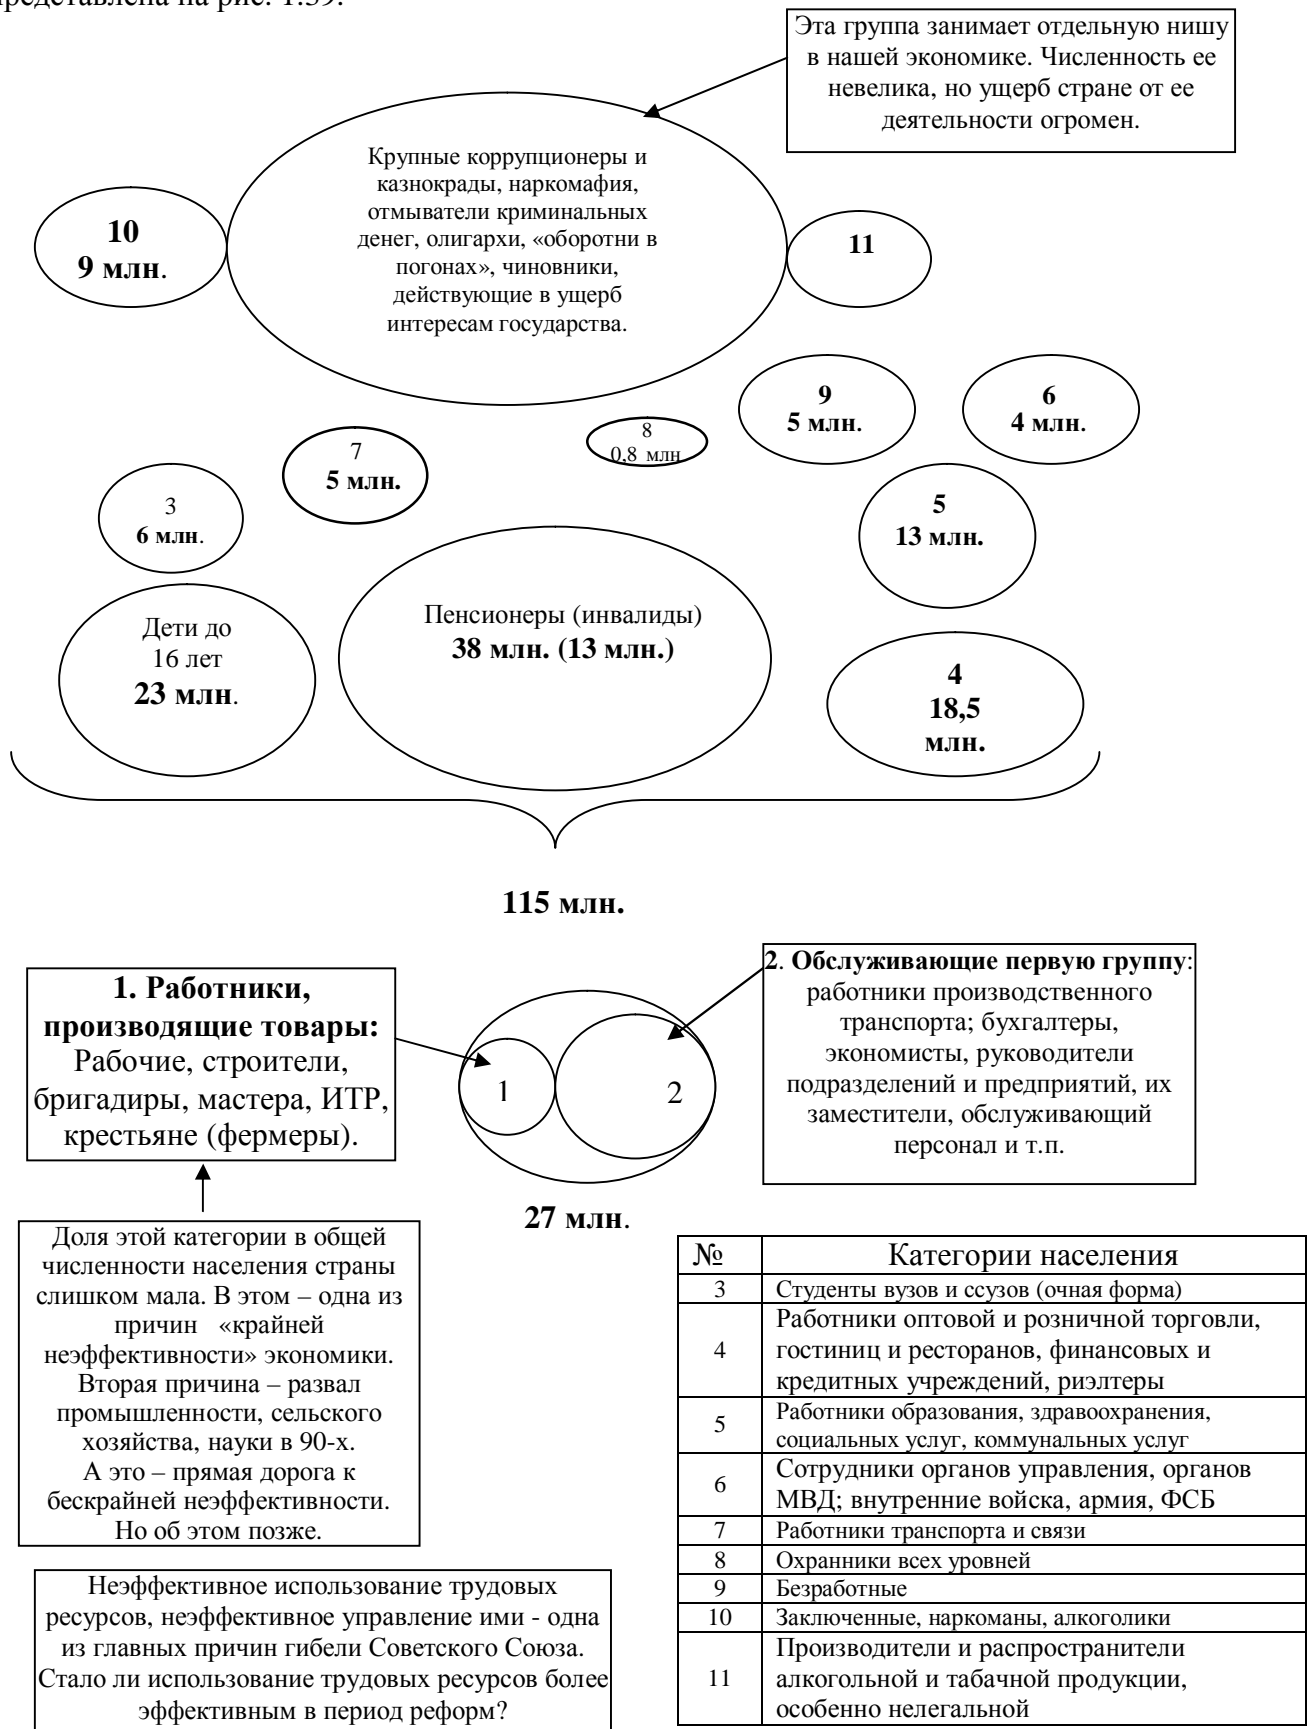 представлена на рис. 1.39.
Эта группа занимает отдельную нишу
в нашей экономике. Численность ее
невелика, но ущерб стране от ее
деятельности огромен.
Крупные коррупционеры и
казнокрады, наркомафия,
отмыватели криминальных
денег, олигархи, «оборотни в
погонах», чиновники,
действующие в ущерб
интересам государства.
10
9 млн.
11
9
5 млн.
6
4 млн.
8
0,8 млн
7
5 млн.
3
6 млн.
5
13 млн.
Дети до
16 лет
23 млн.
Пенсионеры (инвалиды)
38 млн. (13 млн.)
4
18,5
млн.
115 млн.
1. Работники,
производящие товары:
Рабочие, строители,
бригадиры, мастера, ИТР,
крестьяне (фермеры).
1
2
2. Обслуживающие первую группу:
работники производственного
транспорта; бухгалтеры,
экономисты, руководители
подразделений и предприятий, их
заместители, обслуживающий
персонал и т.п.
27 млн.
Доля этой категории в общей
численности населения страны
слишком мала. В этом – одна из
причин «крайней
неэффективности» экономики.
Вторая причина – развал
промышленности, сельского
хозяйства, науки в 90-х.
А это – прямая дорога к
бескрайней неэффективности.
Но об этом позже.
Неэффективное использование трудовых
ресурсов, неэффективное управление ими - одна
из главных причин гибели Советского Союза.
Стало ли использование трудовых ресурсов более
эффективным в период реформ?
№ Категории населения
3 Студенты вузов и ссузов (очная форма)
4 Работники оптовой и розничной торговли,
гостиниц и ресторанов, финансовых и
кредитных учреждений, риэлтеры
5 Работники образования, здравоохранения,
социальных услуг, коммунальных услуг
6 Сотрудники органов управления, органов
МВД; внутренние войска, армия, ФСБ
7 Работники транспорта и связи
8 Охранники всех уровней
9 Безработные
10 Заключенные, наркоманы, алкоголики
11 Производители и распространители
алкогольной и табачной продукции,
особенно нелегальной